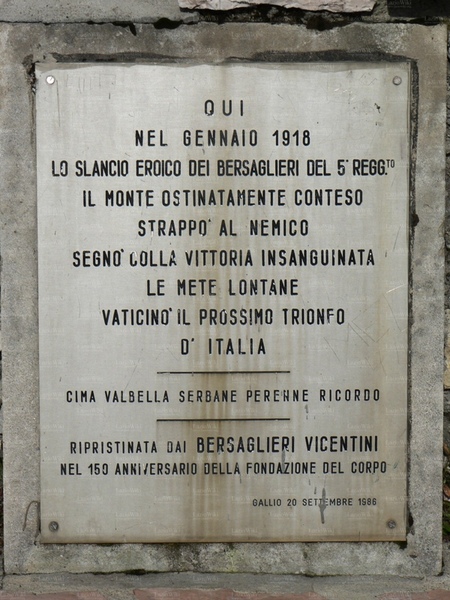 QUI
NEL GENNAIO 1918
LO SLANCIO EROICO DEI BERSAGLIERI DEL 5° REGG.TO
IL MONTE OSTINATAMENTE CONTESO
STRAPPO' AL NEMICO
SEGNO' COLLA VITTORIA INSANGUINATA
LE METE LONTANE
VATICINO' IL PROSSIMO TRIONFO
D' ITALIA
CIMA VALBELLA SERBANE PERENNE RICORDO
RIPRISTINATA DAI BERSAGLIERI VICENTINI
NEL 150 ANNIVERSARIO DELLA FONDAZIONE DEL CORPO
GALLIO 20 SETTEMBRE 1986